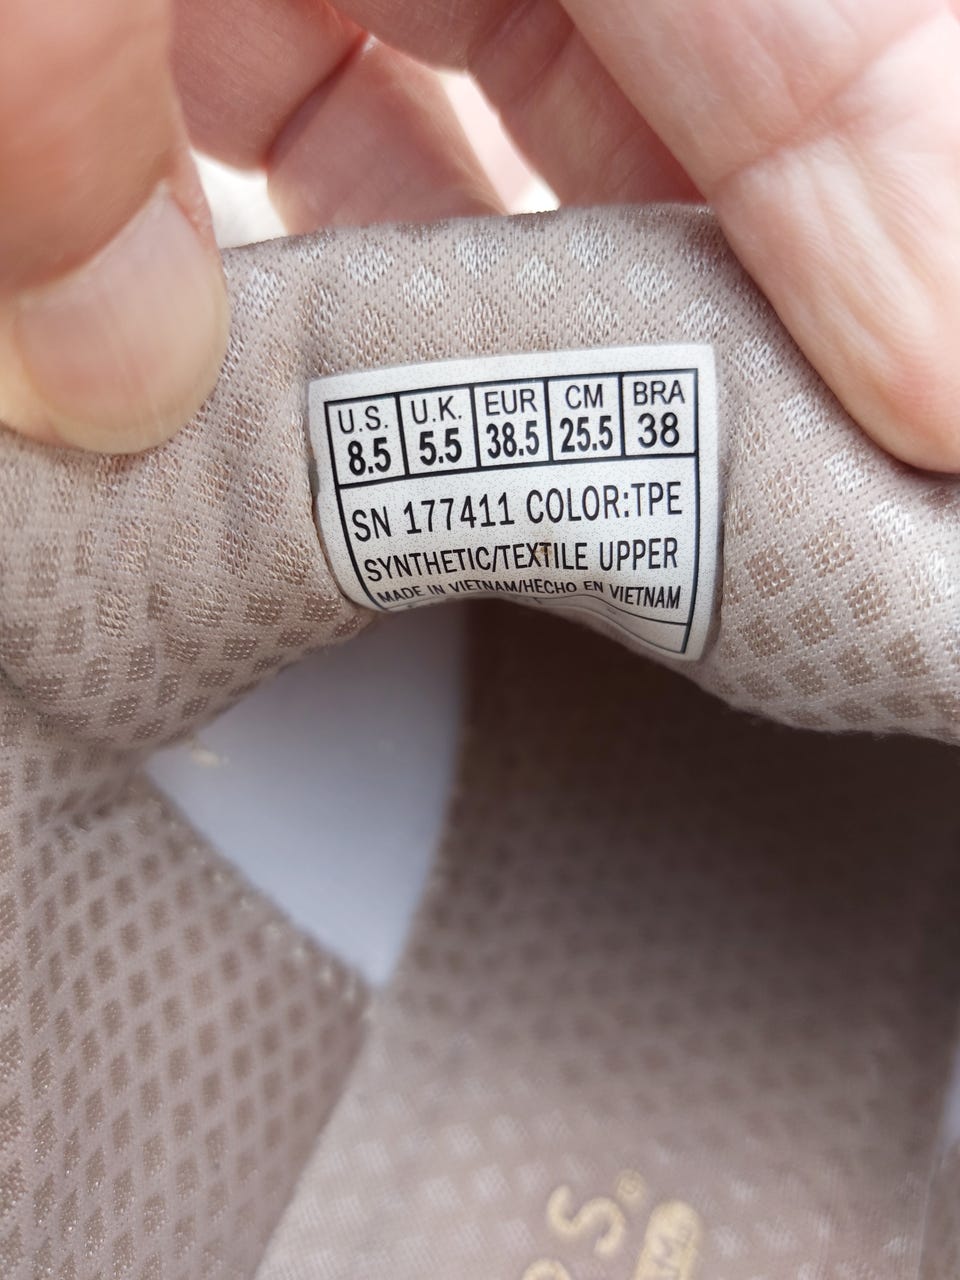 U.S. U.K. EUR CM BRA
8.5 5.5 38.5 25.5 38
SN 177411 COLOR:TPE
SYNTHETIC/TEXTILE UPPER
MADE IN VIETNAM/HECHO EN VIETNAM